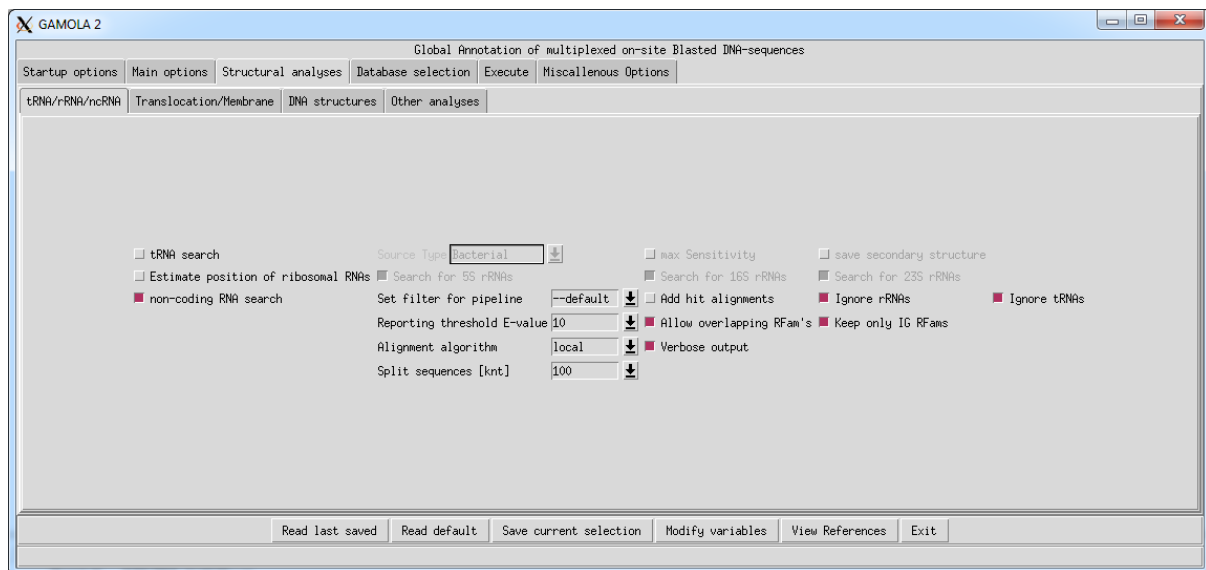 GAMOLA 2
Global Annotation of multiplexed on-site Blasted DNA-sequences
Startup options Main options Structural analyses Database selection Execute Miscallenous Options
tRNA/rRNA/ncRNA Translocation/Membrane DNA structures Other analyses
tRNA search Source Type Bacterial max Sensitivity save secondary structure
Estimate position of ribosomal RNAs Search for 5S rRNAs Search for 16S rRNAs Search for 23S rRNAs
non-coding RNA search Set filter for pipeline --default Add hit alignments Ignore rRNAs Ignore tRNAs
Reporting threshold E-value 10 Allow overlapping RFam's Keep only IG RFams
Alignment algorithm local Verbose output
Split sequences [knt] 100
Read last saved Read default Save current selection Modify variables View References Exit